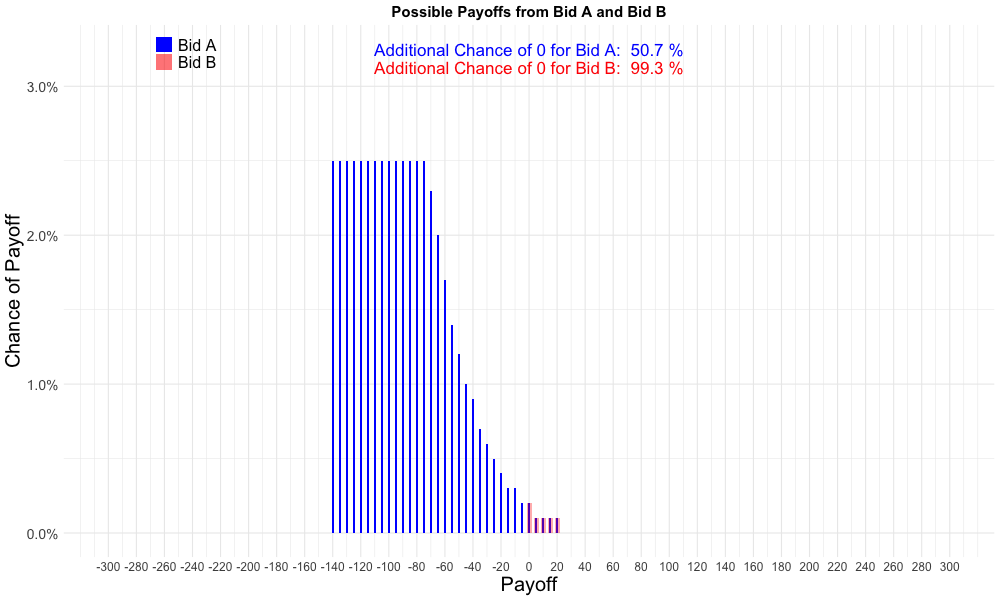 Possible Payoffs from Bid A and Bid B
Bid A
Bid B
Additional Chance of 0 for Bid A: 50.7 %
Additional Chance of 0 for Bid B: 99.3 %
Chance of Payoff
3.0%
2.0%
1.0%
0.0%
-300 -280 -260 -240 -220 -200 -180 -160 -140 -120 -100 -80 -60 -40 -20 0 20 40 60 80 100 120 140 160 180 200 220 240 260 280 300
Payoff